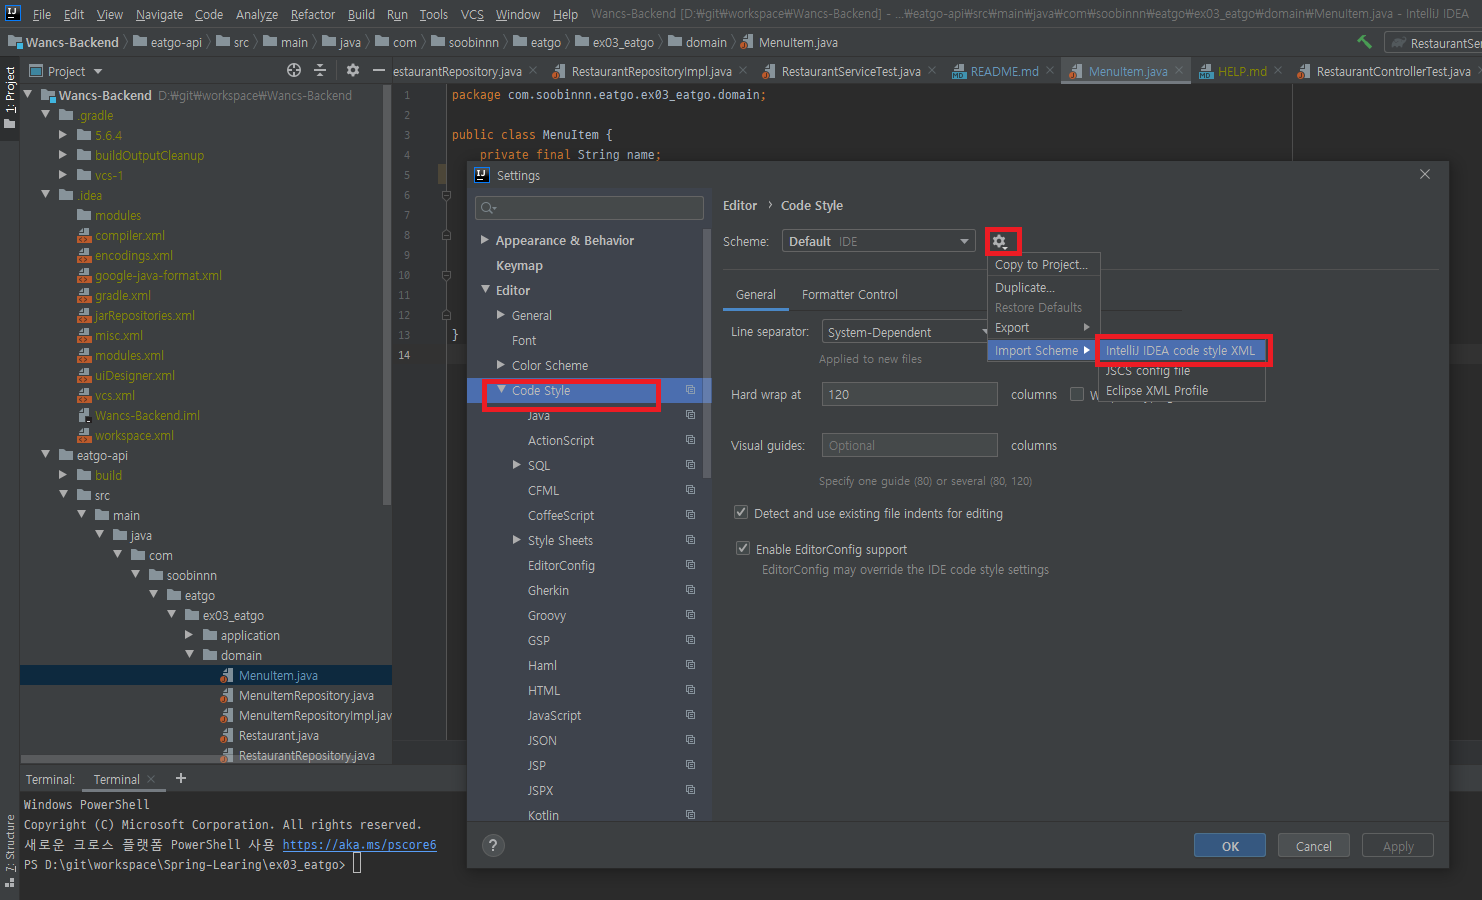 File Edit View Navigate Code Analyze Refactor Build Run Tools VCS Window Help Wancs-Backend [D:₩git₩workspace₩Wancs-Backend] - ...₩eatgo-api₩src₩main₩java₩com₩soobinnn₩eatgo₩ex03_eatgo₩domain₩MenuItem.java - IntelliJ IDEA
Wancs-Backend eatgo-api src main java com soobinnn eatgo ex03_eatgo domain MenuItem.java RestaurantSer
1: Project
Project
estaurantRepository.java RestaurantRepositoryImpl.java RestaurantServiceTest.java README.md MenuItem.java HELP.md RestaurantControllerTest.java
Wancs-Backend D:₩git₩workspace₩Wancs-Backend
.gradle
5.6.4
buildOutputCleanup
vcs-1
.idea
modules
compiler.xml
encodings.xml
google-java-format.xml
gradle.xml
jarRepositories.xml
misc.xml
modules.xml
uiDesigner.xml
vcs.xml
Wancs-Backend.iml
workspace.xml
eatgo-api
build
src
main
java
com
soobinnn
eatgo
ex03_eatgo
application
domain
MenuItem.java
MenuItemRepository.java
MenuItemRepositoryImpl.jav
Restaurant.java
RestaurantRepository.java
1 package com.soobinnn.eatgo.ex03_eatgo.domain;
2
3 public class MenuItem {
4 private final String name;
5
6
7
8
9
10
11
12
13 }
14
Settings
Appearance & Behavior
Keymap
Editor
General
Font
Color Scheme
Code Style
Java
ActionScript
SQL
CFML
CoffeeScript
Style Sheets
EditorConfig
Gherkin
Groovy
GSP
Haml
HTML
JavaScript
JSON
JSP
JSPX
Kotlin
Editor › Code Style
Scheme: Default IDE
Copy to Project...
Duplicate...
Restore Defaults
Export
Import Scheme
IntelliJ IDEA code style XML
JSCS config file
Eclipse XML Profile
General Formatter Control
Line separator: System-Dependent
Applied to new files
Hard wrap at 120 columns
Visual guides: Optional columns
Specify one guide (80) or several (80, 120)
Detect and use existing file indents for editing
Enable EditorConfig support
EditorConfig may override the IDE code style settings
?
OK Cancel Apply
7: Structure
Terminal: Terminal +
Windows PowerShell
Copyright (C) Microsoft Corporation. All rights reserved.
새로운 크로스 플랫폼 PowerShell 사용 https://aka.ms/pscore6
PS D:\git\workspace\Spring-Learing\ex03_eatgo>